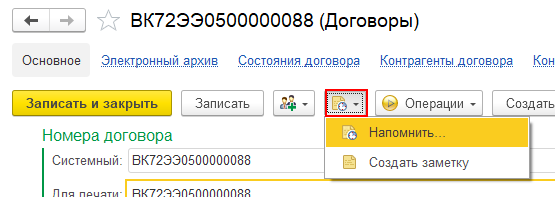 ВК72ЭЭ0500000088 (Договоры)
Основное Электронный архив Состояния договора Контрагенты договора Кон
Записать и закрыть Записать Операции Создать
Напомнить...
Создать заметку
Номера договора
Системный: ВК72ЭЭ0500000088
Для печати: ВК72ЭЭ0500000088